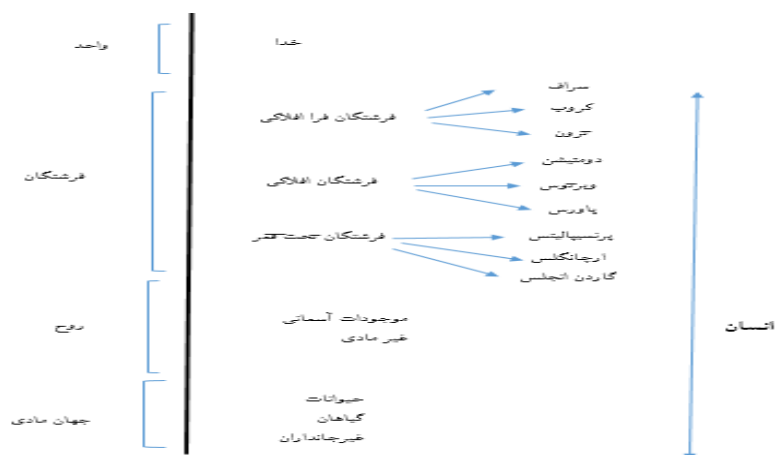 خدا
واحد
سراف
کروب
ترون
فرشتگان فرا افلاکی
دومتیشن
ویرتوس
پاورس
فرشتگان افلاکی
فرشتگان
پرنسیپالیتس
ارچانگلس
گاردن انجلس
فرشتگان تحت قمر
انسان
موجودات آسمانی
غیر مادی
روح
حیوانات
گیاهان
غیرجانداران
جهان مادی